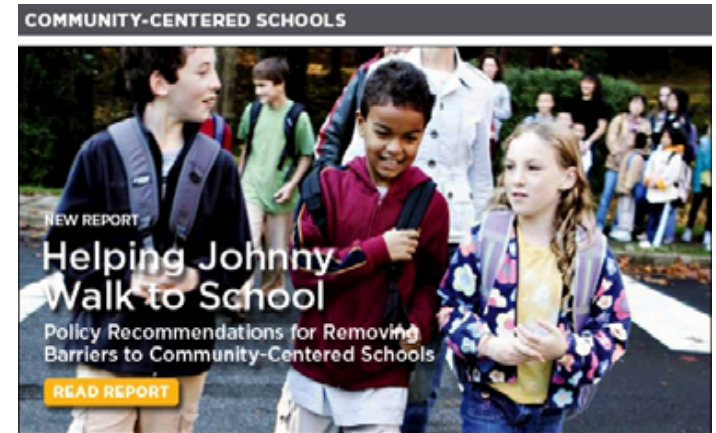 COMMUNITY-CENTERED SCHOOLS
NEW REPORT
Helping Johnny
Walk to School
Policy Recommendations for Removing
Barriers to Community-Centered Schools
READ REPORT